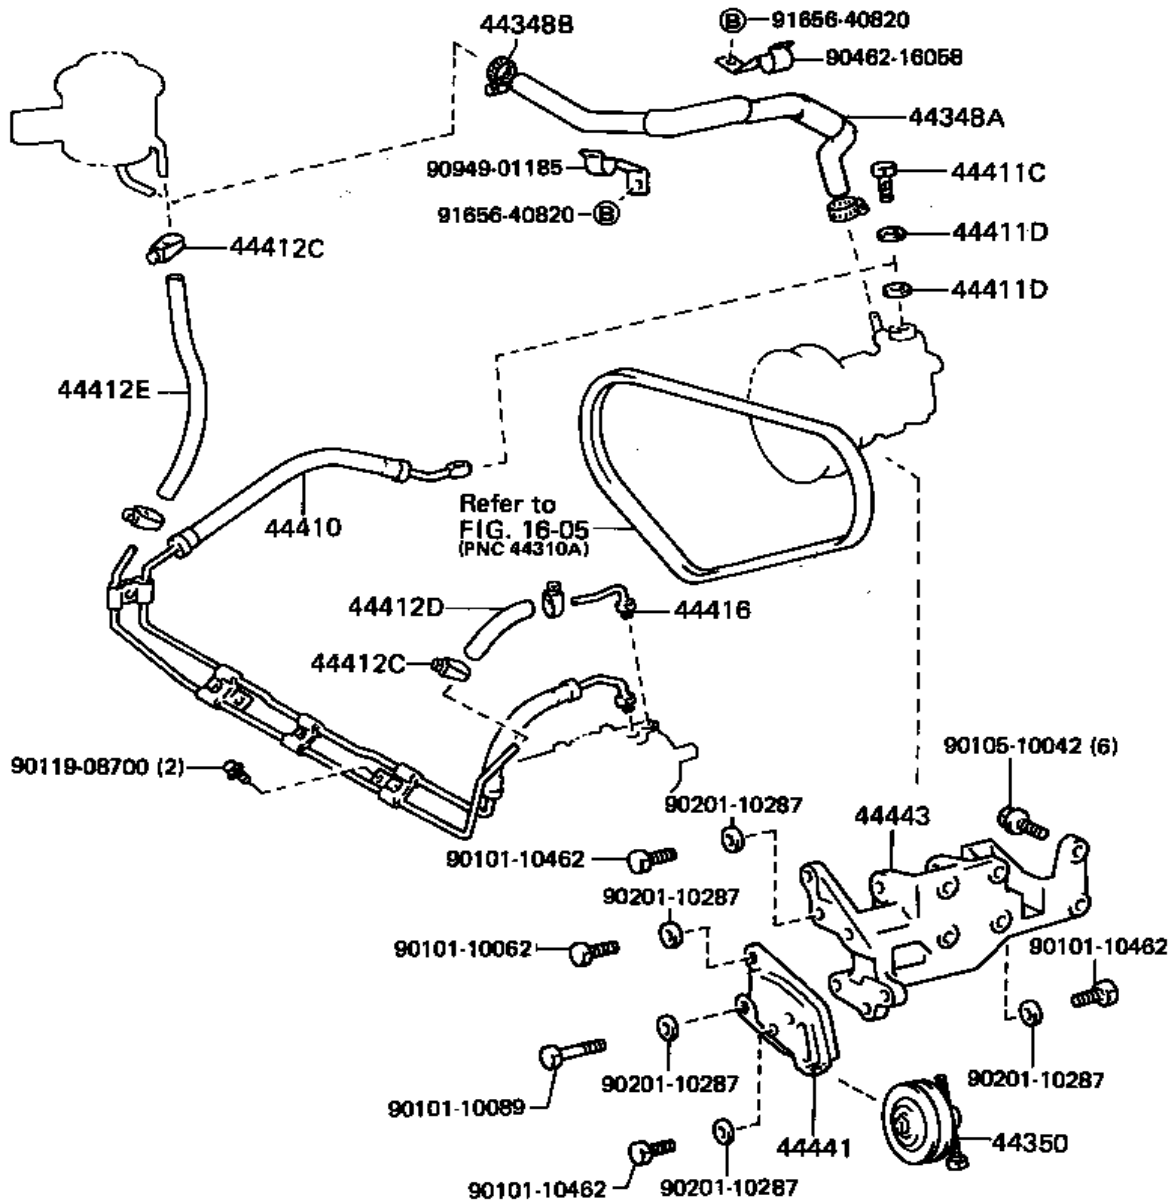 44348B
B 91656-40820
90462-16058
44348A
90949-01185
44411C
91656-40820 B
44411D
44412C
44411D
44412E
Refer to
FIG. 16-05
(PNC 44310A)
44410
44412D
44416
44412C
90105-10042 (6)
90119-08700 (2)
90201-10287
44443
90101-10462
90201-10287
90101-10062
90101-10462
90201-10287
90201-10287
90101-10089
44441
44350
90101-10462
90201-10287